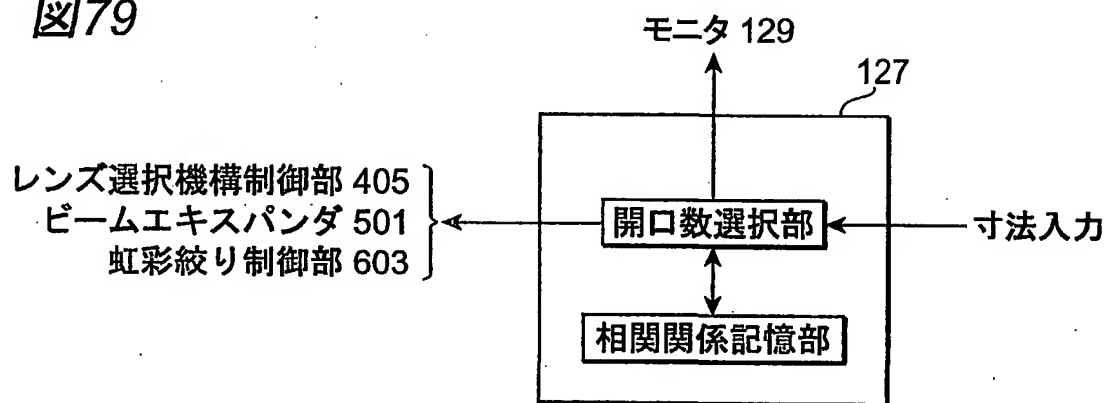 図79
モニタ 129
127
レンズ選択機構制御部 405
ビームエキスパンダ 501
虹彩絞り制御部 603
開口数選択部
寸法入力
相関関係記憶部